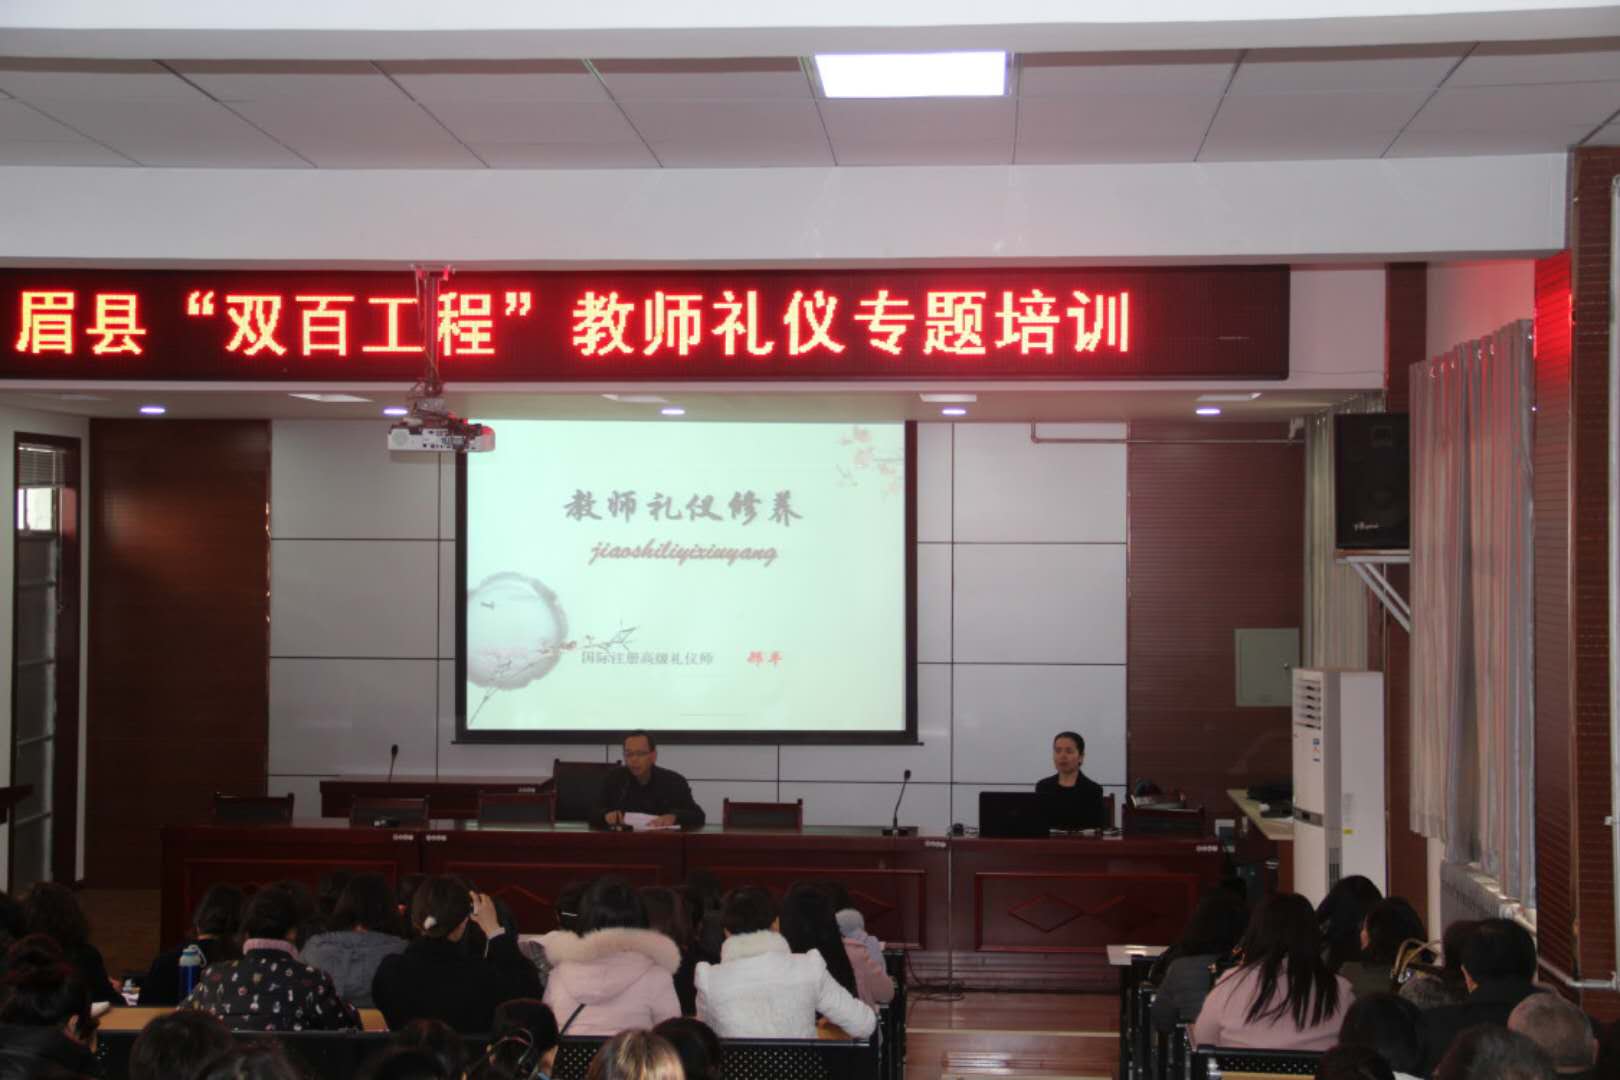 眉县“双百工程”教师礼仪专题培训
教师礼仪修养
jiaoshiliyixiuyang
国际注册高级礼仪师